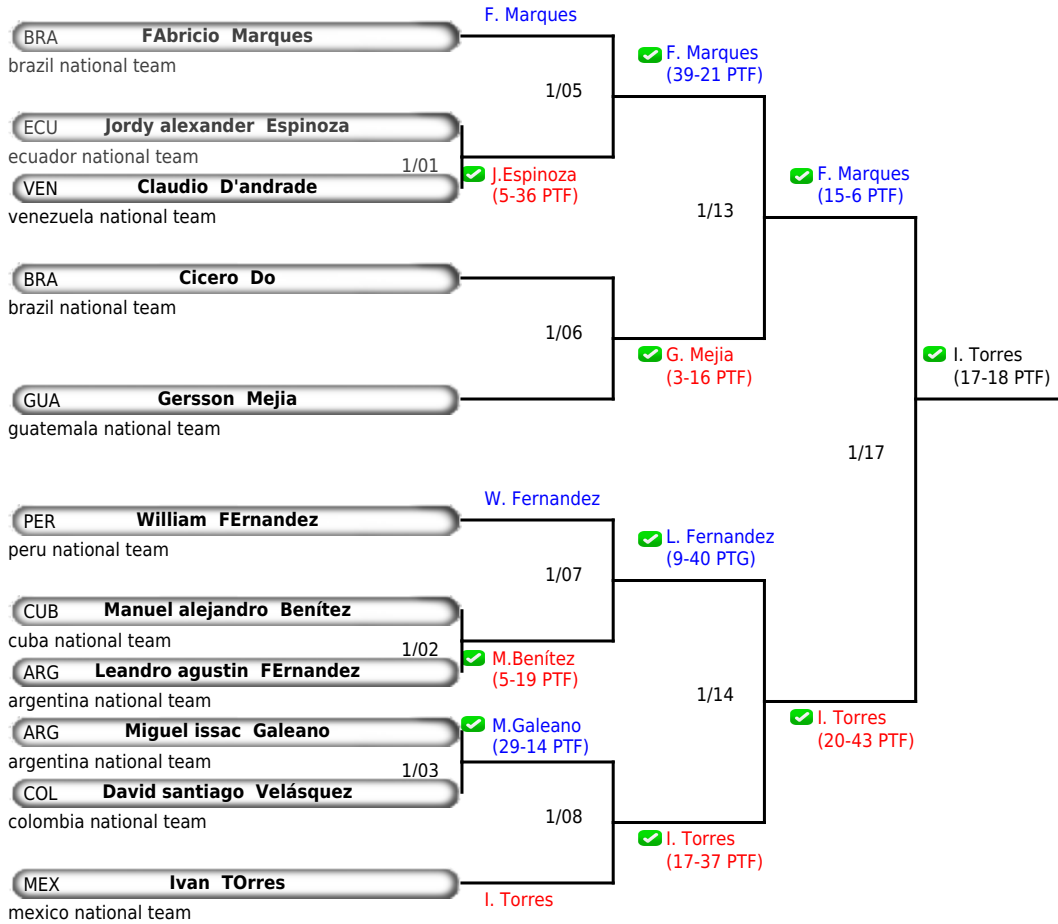 F. Marques
BRA FAbricio Marques
brazil national team
F. Marques
(39-21 PTF)
1/05
ECU Jordy alexander Espinoza
ecuador national team
1/01
J.Espinoza
(5-36 PTF)
VEN Claudio D'andrade
venezuela national team
F. Marques
(15-6 PTF)
1/13
BRA Cicero Do
brazil national team
1/06
G. Mejia
(3-16 PTF)
I. Torres
(17-18 PTF)
GUA Gersson Mejia
guatemala national team
1/17
W. Fernandez
PER William FErnandez
peru national team
L. Fernandez
(9-40 PTG)
1/07
CUB Manuel alejandro Benítez
cuba national team
1/02
M.Benítez
(5-19 PTF)
ARG Leandro agustin FErnandez
argentina national team
1/14
I. Torres
(20-43 PTF)
ARG Miguel issac Galeano
argentina national team
M.Galeano
(29-14 PTF)
1/03
COL David santiago Velásquez
colombia national team
1/08
I. Torres
(17-37 PTF)
MEX Ivan TOrres
mexico national team
I. Torres